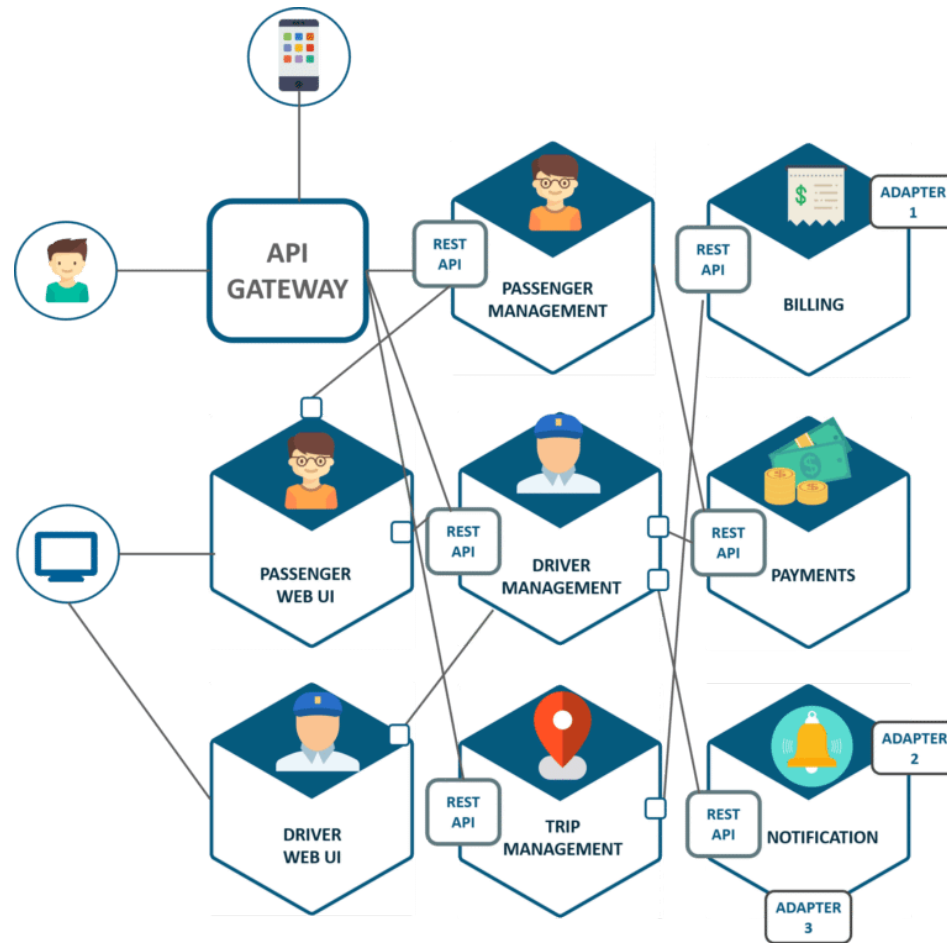 API
GATEWAY
REST
API
PASSENGER
MANAGEMENT
REST
API
BILLING
ADAPTER
1
PASSENGER
WEB UI
REST
API
DRIVER
MANAGEMENT
REST
API
PAYMENTS
DRIVER
WEB UI
REST
API
TRIP
MANAGEMENT
REST
API
NOTIFICATION
ADAPTER
2
ADAPTER
3